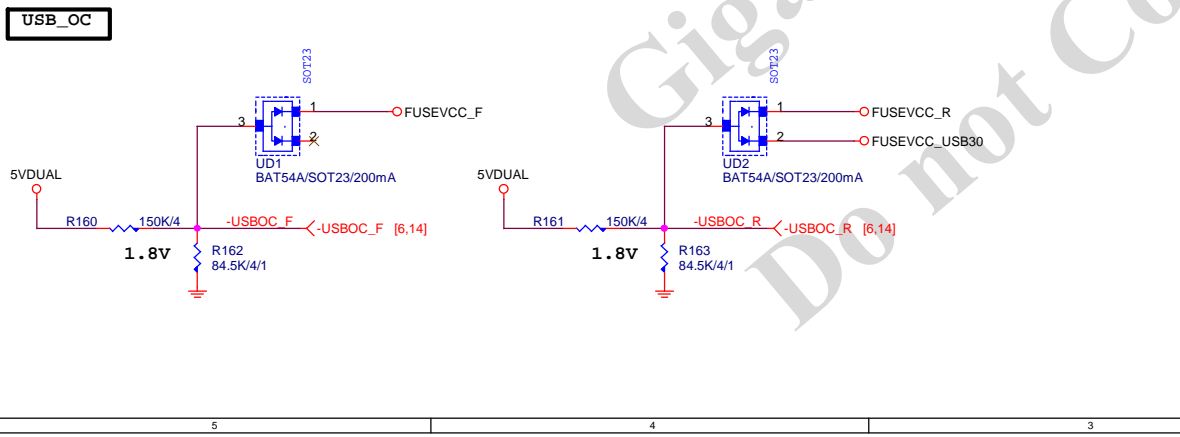 USB_OC
SOT23
1
FUSEVCC_F
3
2
UD1
BAT54A/SOT23/200mA
5VDUAL
R160
150K/4
-USBOC_F
-USBOC_F [6,14]
1.8V
R162
84.5K/4/1
SOT23
1
FUSEVCC_R
3
2
FUSEVCC_USB30
UD2
BAT54A/SOT23/200mA
5VDUAL
R161
150K/4
-USBOC_R
-USBOC_R [6,14]
1.8V
R163
84.5K/4/1
Do not
5
4
3